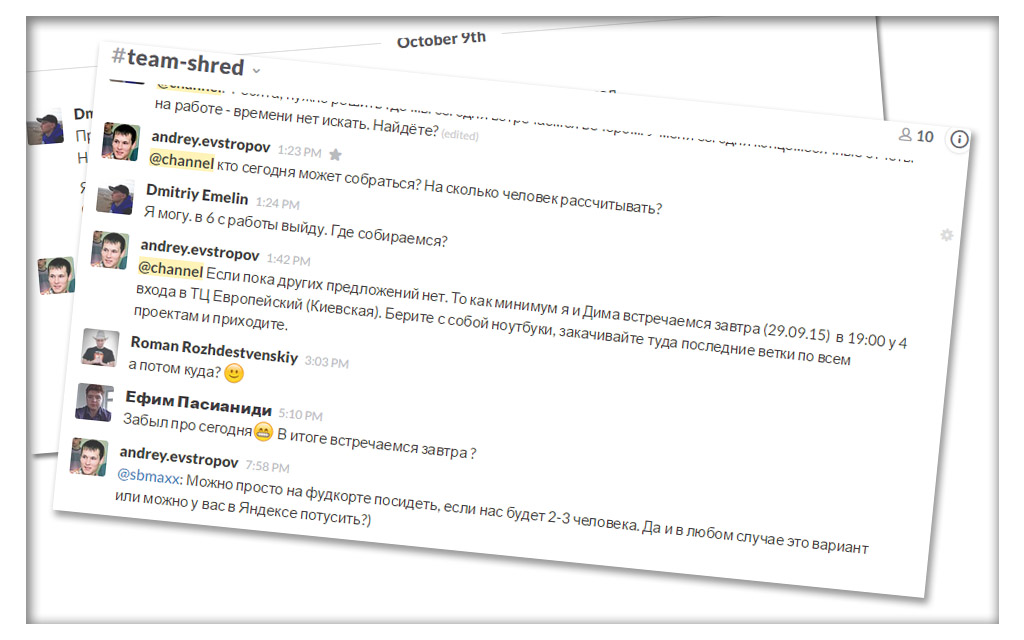 October 9th
#team-shred
10
Dm
на работе - времени нет искать. Найдёте? (edited)
andrey.evstropov 1:23 PM
@channel кто сегодня может собраться? На сколько человек рассчитывать?
Dmitriy Emelin 1:24 PM
Я могу. в 6 с работы выйду. Где собираемся?
andrey.evstropov 1:42 PM
@channel Если пока других предложений нет. То как минимум я и Дима встречаемся завтра (29.09.15) в 19:00 у 4
входа в ТЦ Европейский (Киевская). Берите с собой ноутбуки, закачивайте туда последние ветки по всем
проектам и приходите.
Roman Rozhdestvenskiy 3:03 PM
а потом куда?
Ефим Пасианиди 5:10 PM
Забыл про сегодня В итоге встречаемся завтра ?
andrey.evstropov 7:58 PM
@sbmaxx: Можно просто на фудкорте посидеть, если нас будет 2-3 человека. Да и в любом случае это вариант
или можно у вас в Яндексе потусить?)